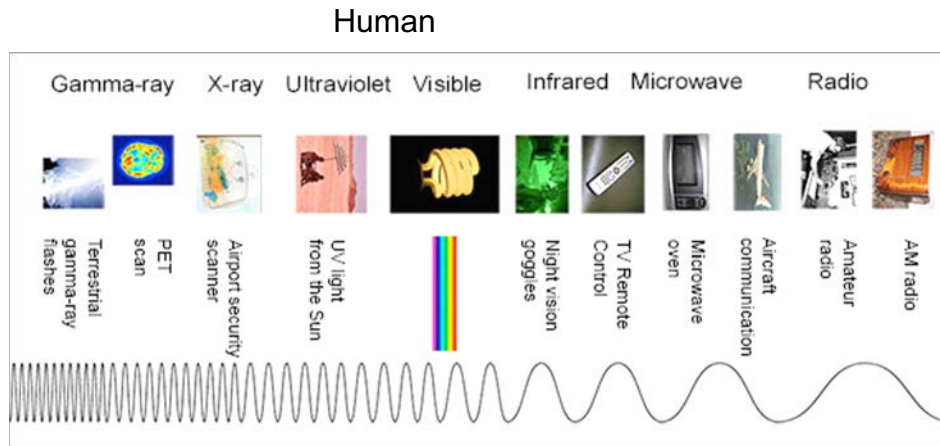 Human
Gamma-ray X-ray Ultraviolet Visible Infrared Microwave Radio
Terrestrial
gamma-ray
flashes
PET
scan
Airport security
scanner
UV light
from the Sun
Night vision
goggles
TV Remote
Control
Microwave
oven
Aircraft
communication
Amateur
radio
AM radio